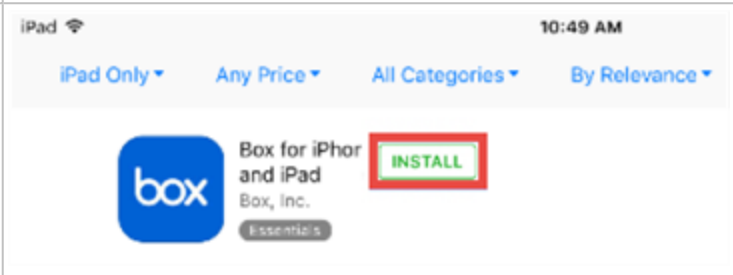 iPad
10:49 AM
iPad Only
Any Price
All Categories
By Relevance
box
Box for iPhor
and iPad
INSTALL
Box, Inc.
Essentials